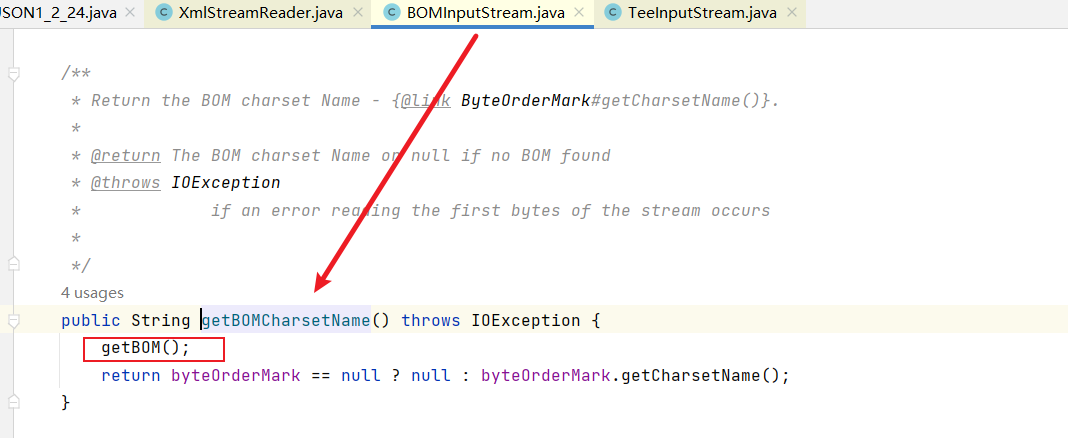 JSON1_2_24.java × XmlStreamReader.java × BOMInputStream.java × TeeInputStream.java ×
/**
* Return the BOM charset Name - {@link ByteOrderMark#getCharsetName()}.
*
* @return The BOM charset Name or null if no BOM found
* @throws IOException
* if an error reading the first bytes of the stream occurs
*
*/
4 usages
public String getBOMCharsetName() throws IOException {
getBOM();
return byteOrderMark == null ? null : byteOrderMark.getCharsetName();
}